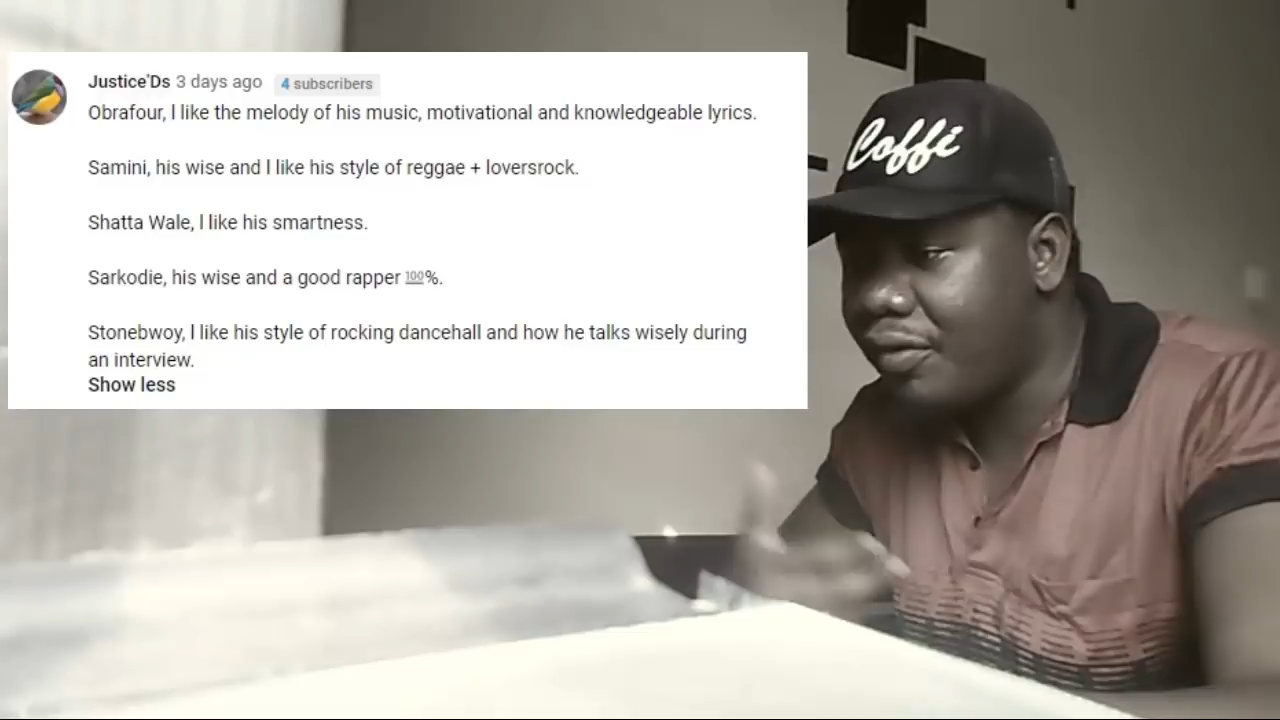 Justice'Ds 3 days ago 4 subscribers
Obrafour, l like the melody of his music, motivational and knowledgeable lyrics.
Samini, his wise and l like his style of reggae + loversrock.
Shatta Wale, l like his smartness.
Sarkodie, his wise and a good rapper 💯%.
Stonebwoy, l like his style of rocking dancehall and how he talks wisely during
an interview.
Show less
Coffi